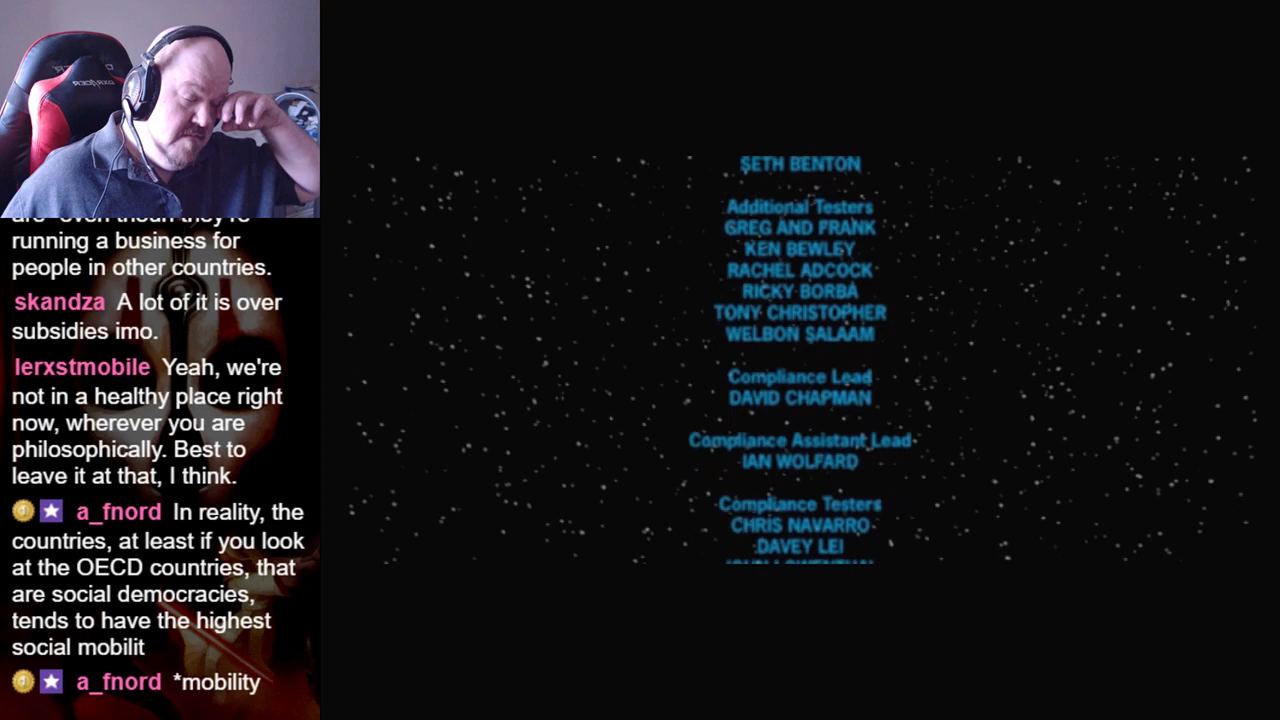 are even thoun they're
running a business for
people in other countries.
skandza A lot of it is over
subsidies imo.
lerxstmobile Yeah, we're
not in a healthy place right
now, wherever you are
philosophically. Best to
leave it at that, I think.
a_fnord In reality, the
countries, at least if you look
at the OECD countries, that
are social democracies,
tends to have the highest
social mobilit
a_fnord *mobility
SETH BENTON
Additional Testers
GREG AND FRANK
KEN BEWLEY
RACHEL ADCOCK
RICKY BORBA
TONY CHRISTOPHER
WELBON SALAAM
Compliance Lead
DAVID CHAPMAN
Compliance Assistant Lead
IAN WOLFARD
Compliance Testers
CHRIS NAVARRO
DAVEY LEI